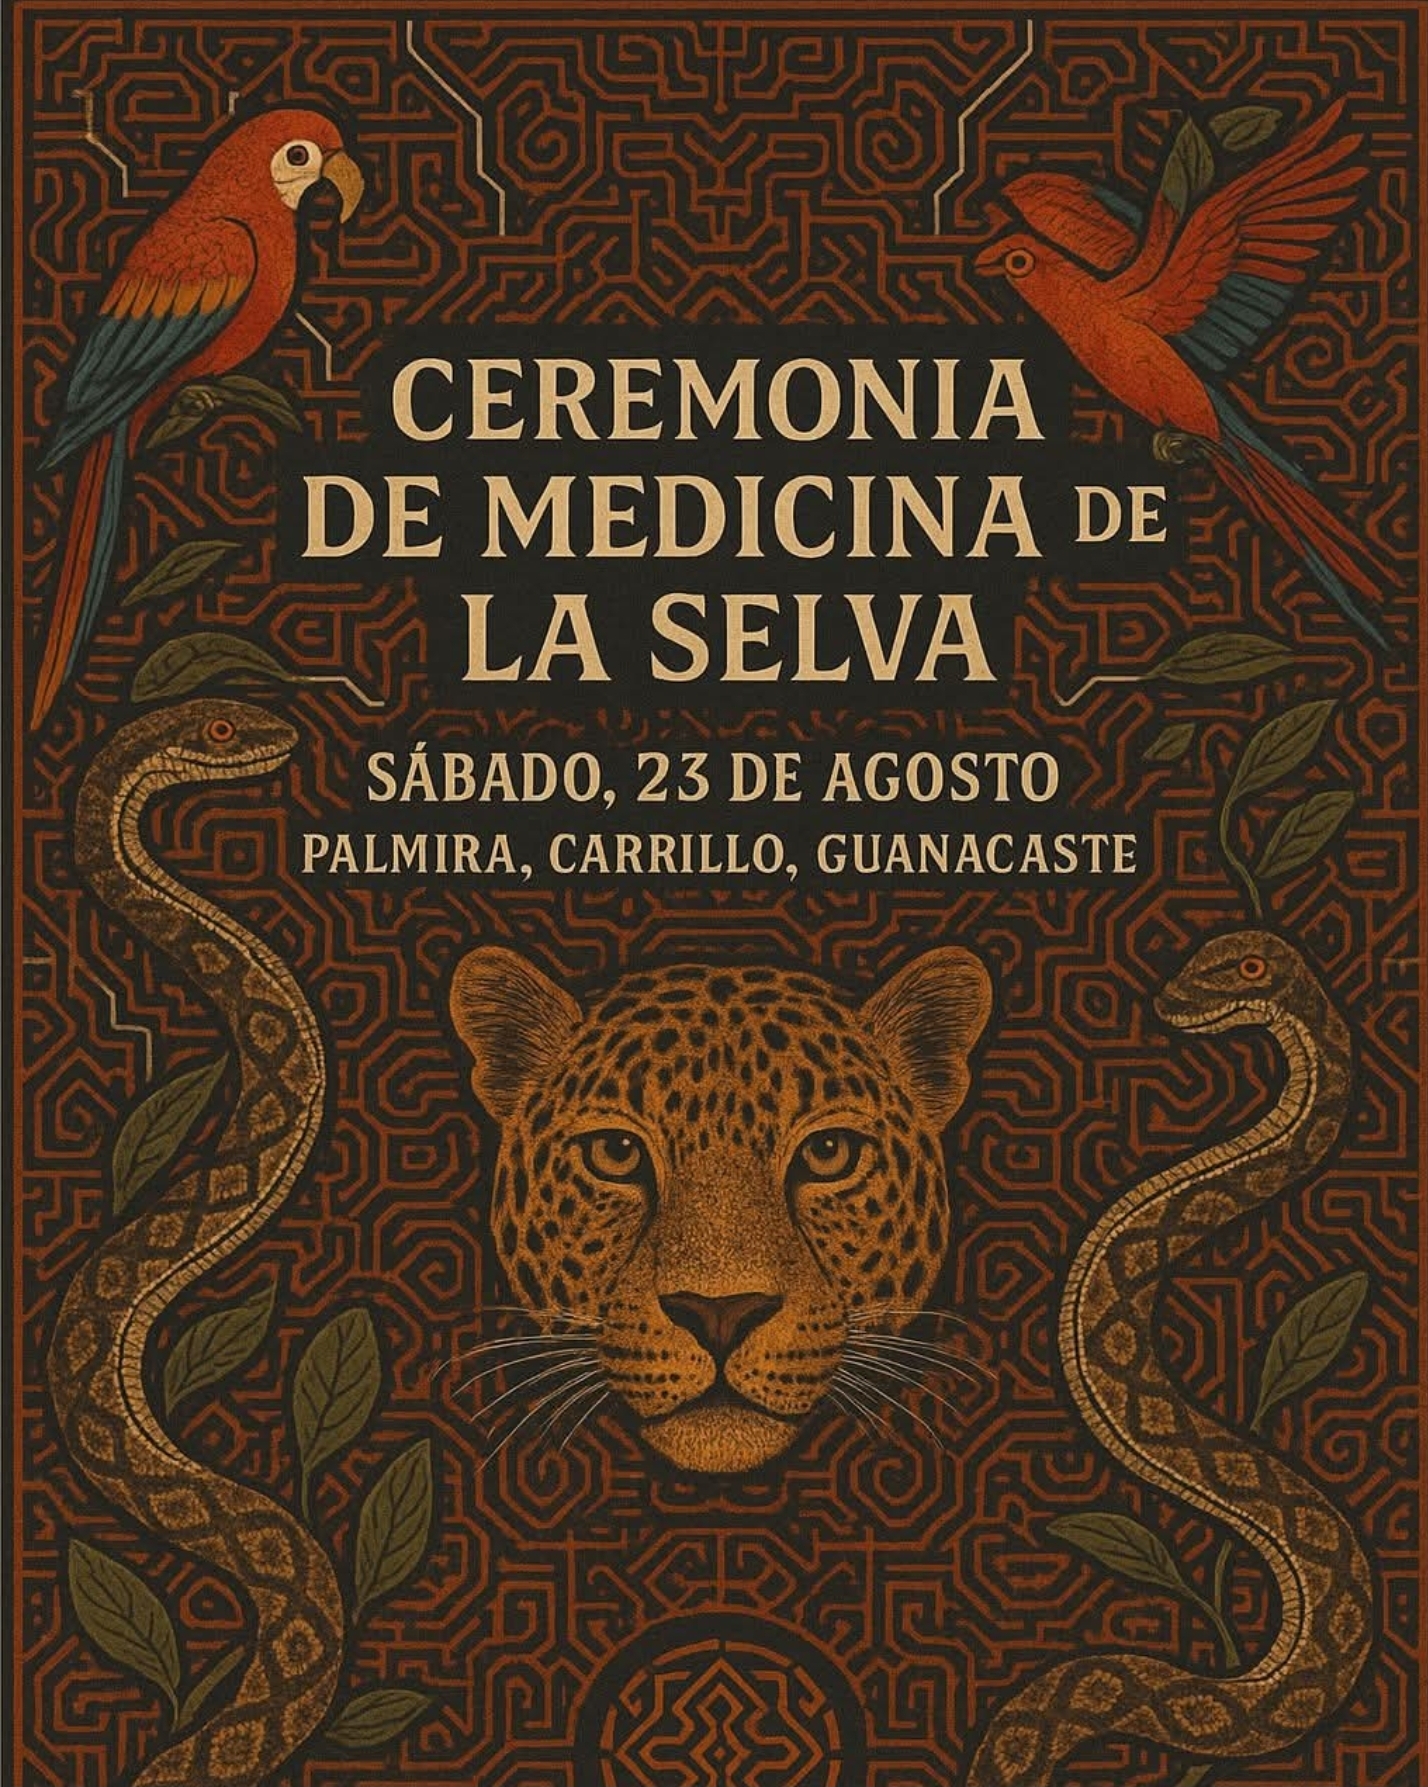 CEREMONIA
DE MEDICINA DE
LA SELVA
SÁBADO, 23 DE AGOSTO
PALMIRA, CARRILLO, GUANACASTE